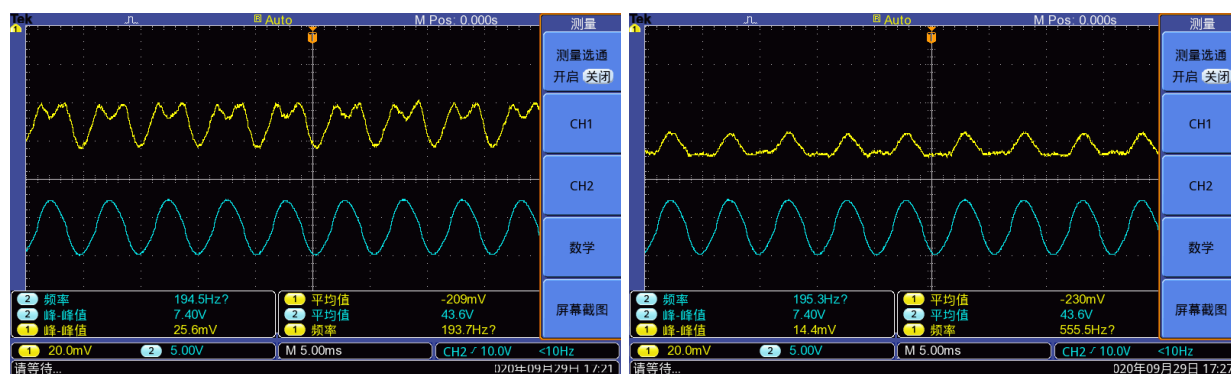 Tek Auto M Pos: 0.000s 测量
1
T
测量选通
开启 关闭
CH1
CH2
数学
屏幕截图
2 频率 194.5Hz? 1 平均值 -209mV
2 峰-峰值 7.40V 2 平均值 43.6V
1 峰-峰值 25.6mV 1 频率 193.7Hz?
1 20.0mV 2 5.00V M 5.00ms CH2 10.0V <10Hz
请等待... 020年09月29日 17:21
Tek Auto M Pos: 0.000s 测量
1
T
测量选通
开启 关闭
CH1
CH2
数学
屏幕截图
2 频率 195.3Hz? 1 平均值 -230mV
2 峰-峰值 7.40V 2 平均值 43.6V
1 峰-峰值 14.4mV 1 频率 555.5Hz?
1 20.0mV 2 5.00V M 5.00ms CH2 10.0V <10Hz
请等待... 020年09月29日 17:27